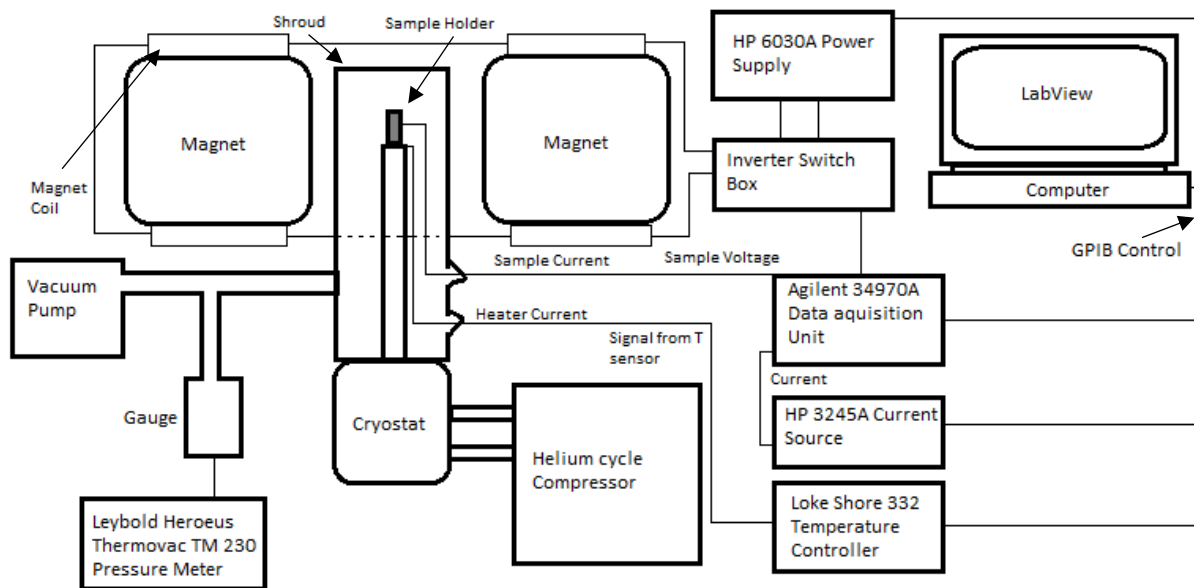 Shroud
Sample Holder
HP 6030A Power
Supply
LabView
Magnet
Magnet
Inverter Switch
Box
Magnet
Coil
Computer
GPIB Control
Sample Current
Sample Voltage
Vacuum
Pump
Agilent 34970A
Data aquisition
Unit
Heater Current
Signal from T
sensor
Current
Gauge
Cryostat
HP 3245A Current
Source
Helium cycle
Compressor
Leybold Heroeus
Thermovac TM 230
Pressure Meter
Loke Shore 332
Temperature
Controller